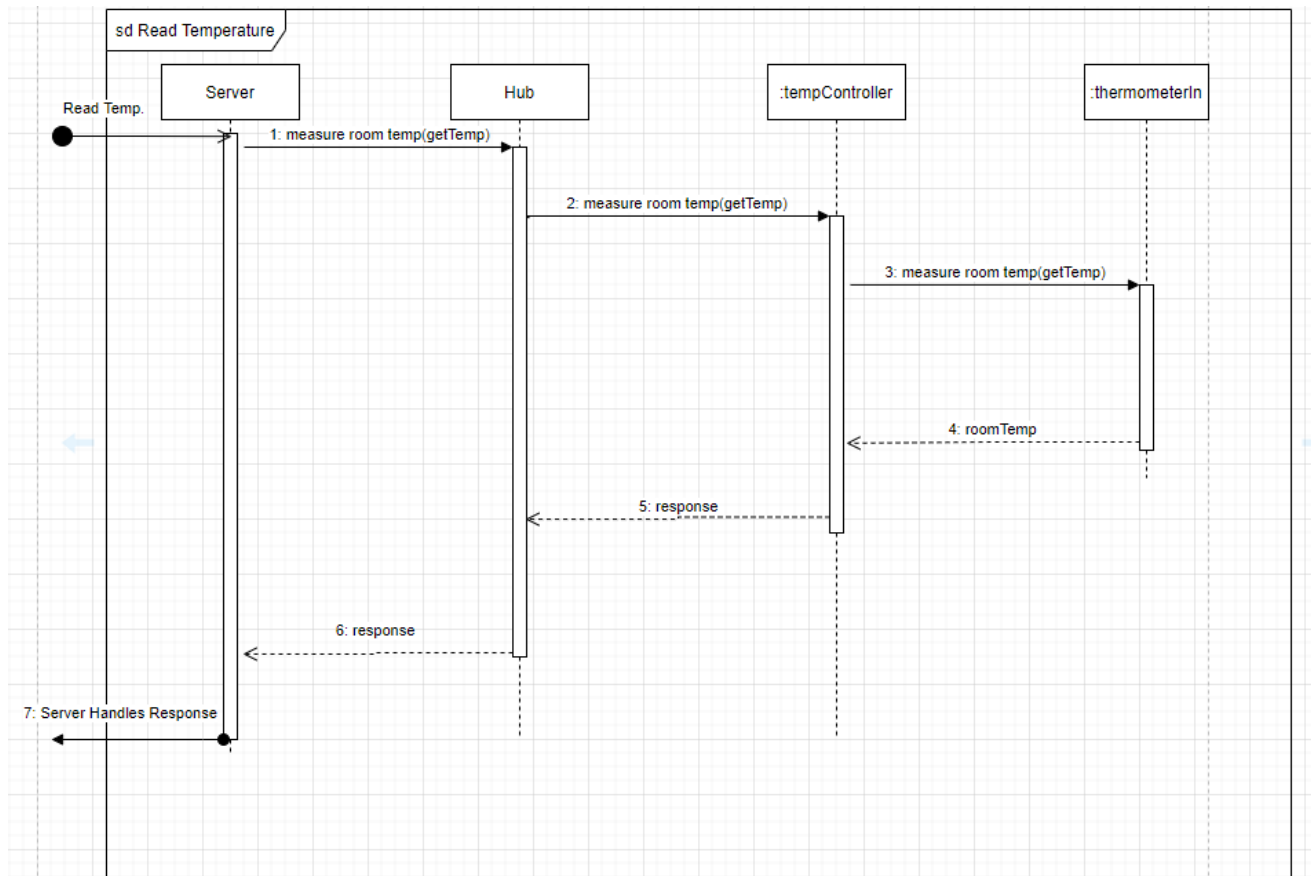 sd Read Temperature
Server
Hub
:tempController
:thermometerIn
Read Temp.
1: measure room temp(getTemp)
2: measure room temp(getTemp)
3: measure room temp(getTemp)
4: roomTemp
5: response
6: response
7: Server Handles Response